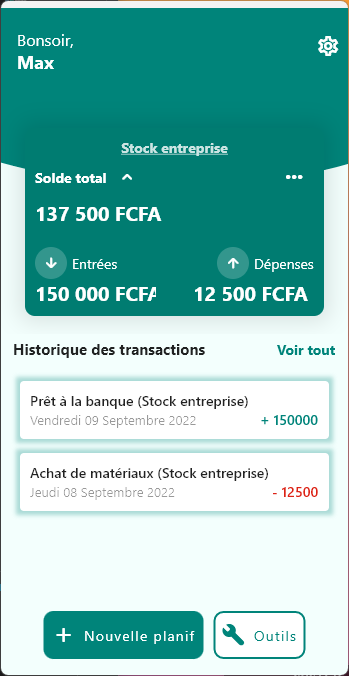 Bonsoir,
Max
Stock entreprise
Solde total
137 500 FCFA
Entrées
Dépenses
150 000 FCFA
12 500 FCFA
Historique des transactions
Voir tout
Prêt à la banque (Stock entreprise)
Vendredi 09 Septembre 2022
+ 150000
Achat de matériaux (Stock entreprise)
Jeudi 08 Septembre 2022
- 12500
Nouvelle planif
Outils